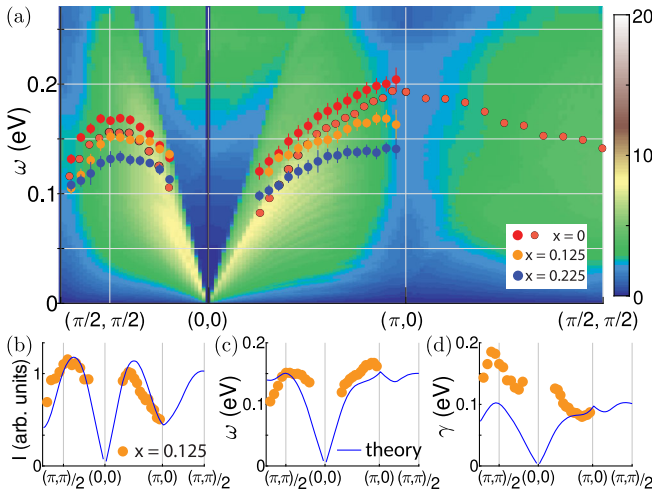 (a)
ω (eV)
0.2
0.1
0
20
10
0
x = 0
x = 0.125
x = 0.225
(π/2, π/2) (0,0) (π,0) (π/2, π/2)
(b) (c) (d)
I (arb. units)
1
0
x = 0.125
(π,π)/2 (0,0) (π,0) (π,π)/2
ω (eV)
0.2
0.1
0
theory
(π,π)/2 (0,0) (π,0) (π,π)/2
γ (eV)
0.2
0.1
0
(π,π)/2 (0,0) (π,0) (π,π)/2